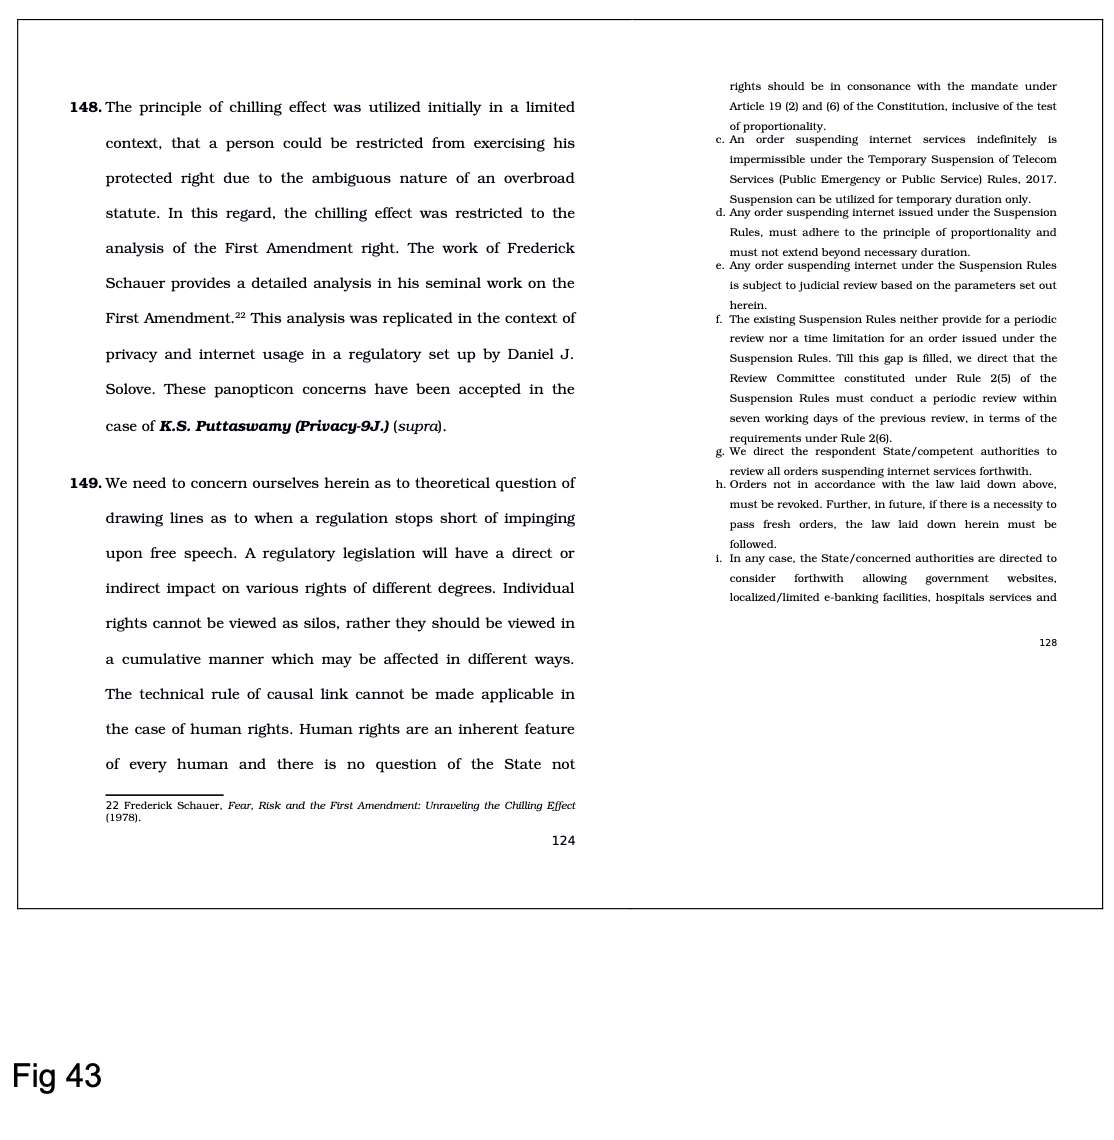 148. The principle of chilling effect was utilized initially in a limited
context, that a person could be restricted from exercising his
protected right due to the ambiguous nature of an overbroad
statute. In this regard, the chilling effect was restricted to the
analysis of the First Amendment right. The work of Frederick
Schauer provides a detailed analysis in his seminal work on the
First Amendment.²² This analysis was replicated in the context of
privacy and internet usage in a regulatory set up by Daniel J.
Solove. These panopticon concerns have been accepted in the
case of K.S. Puttaswamy (Privacy-9J.) (supra).
149. We need to concern ourselves herein as to theoretical question of
drawing lines as to when a regulation stops short of impinging
upon free speech. A regulatory legislation will have a direct or
indirect impact on various rights of different degrees. Individual
rights cannot be viewed as silos, rather they should be viewed in
a cumulative manner which may be affected in different ways.
The technical rule of causal link cannot be made applicable in
the case of human rights. Human rights are an inherent feature
of every human and there is no question of the State not
22 Frederick Schauer, Fear, Risk and the First Amendment: Unraveling the Chilling Effect
(1978).
124
rights should be in consonance with the mandate under
Article 19 (2) and (6) of the Constitution, inclusive of the test
of proportionality.
c. An order suspending internet services indefinitely is
impermissible under the Temporary Suspension of Telecom
Services (Public Emergency or Public Service) Rules, 2017.
Suspension can be utilized for temporary duration only.
d. Any order suspending internet issued under the Suspension
Rules, must adhere to the principle of proportionality and
must not extend beyond necessary duration.
e. Any order suspending internet under the Suspension Rules
is subject to judicial review based on the parameters set out
herein.
f. The existing Suspension Rules neither provide for a periodic
review nor a time limitation for an order issued under the
Suspension Rules. Till this gap is filled, we direct that the
Review Committee constituted under Rule 2(5) of the
Suspension Rules must conduct a periodic review within
seven working days of the previous review, in terms of the
requirements under Rule 2(6).
g. We direct the respondent State/competent authorities to
review all orders suspending internet services forthwith.
h. Orders not in accordance with the law laid down above,
must be revoked. Further, in future, if there is a necessity to
pass fresh orders, the law laid down herein must be
followed.
i. In any case, the State/concerned authorities are directed to
consider forthwith allowing government websites,
localized/limited e-banking facilities, hospitals services and
128
Fig 43